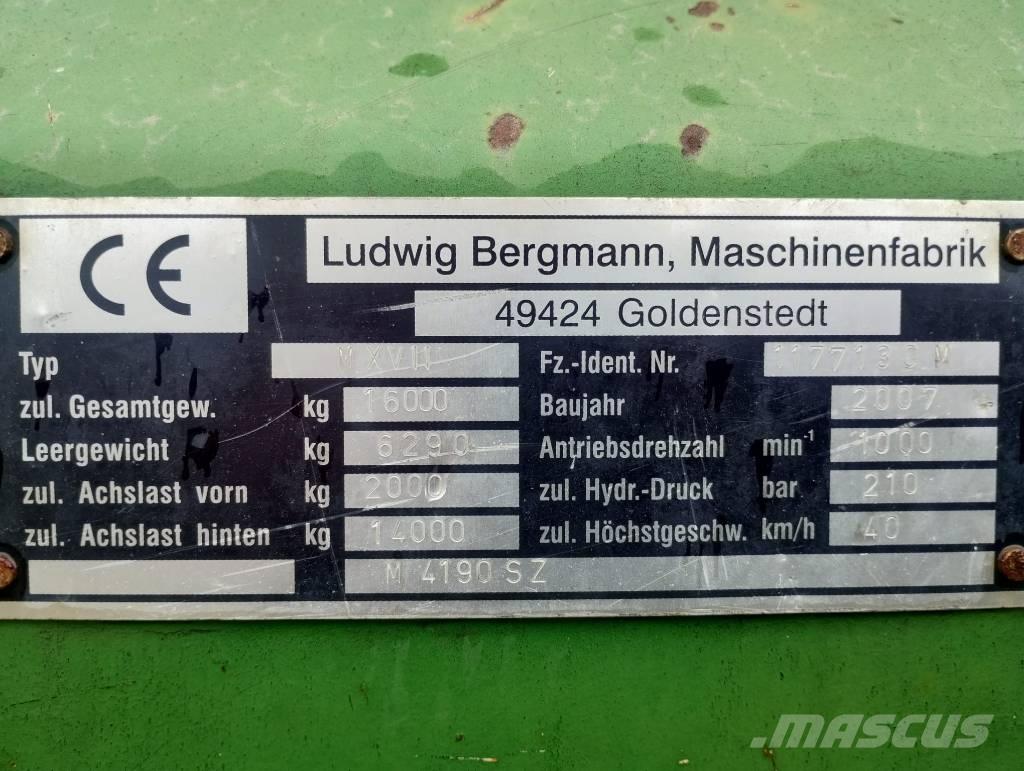 CE
Ludwig Bergmann, Maschinenfabrik
49424 Goldenstedt
Typ MXVW
Fz.-Ident. Nr. M
zul. Gesamtgew. kg 16000
Baujahr 2007
Leergewicht kg 6290
Antriebsdrehzahl min-1 1000
zul. Achslast vorn kg 2000
zul. Hydr.-Druck bar 210
zul. Achslast hinten kg 14000
zul. Höchstgeschw. km/h 40
M 4190 SZ
MASCUS